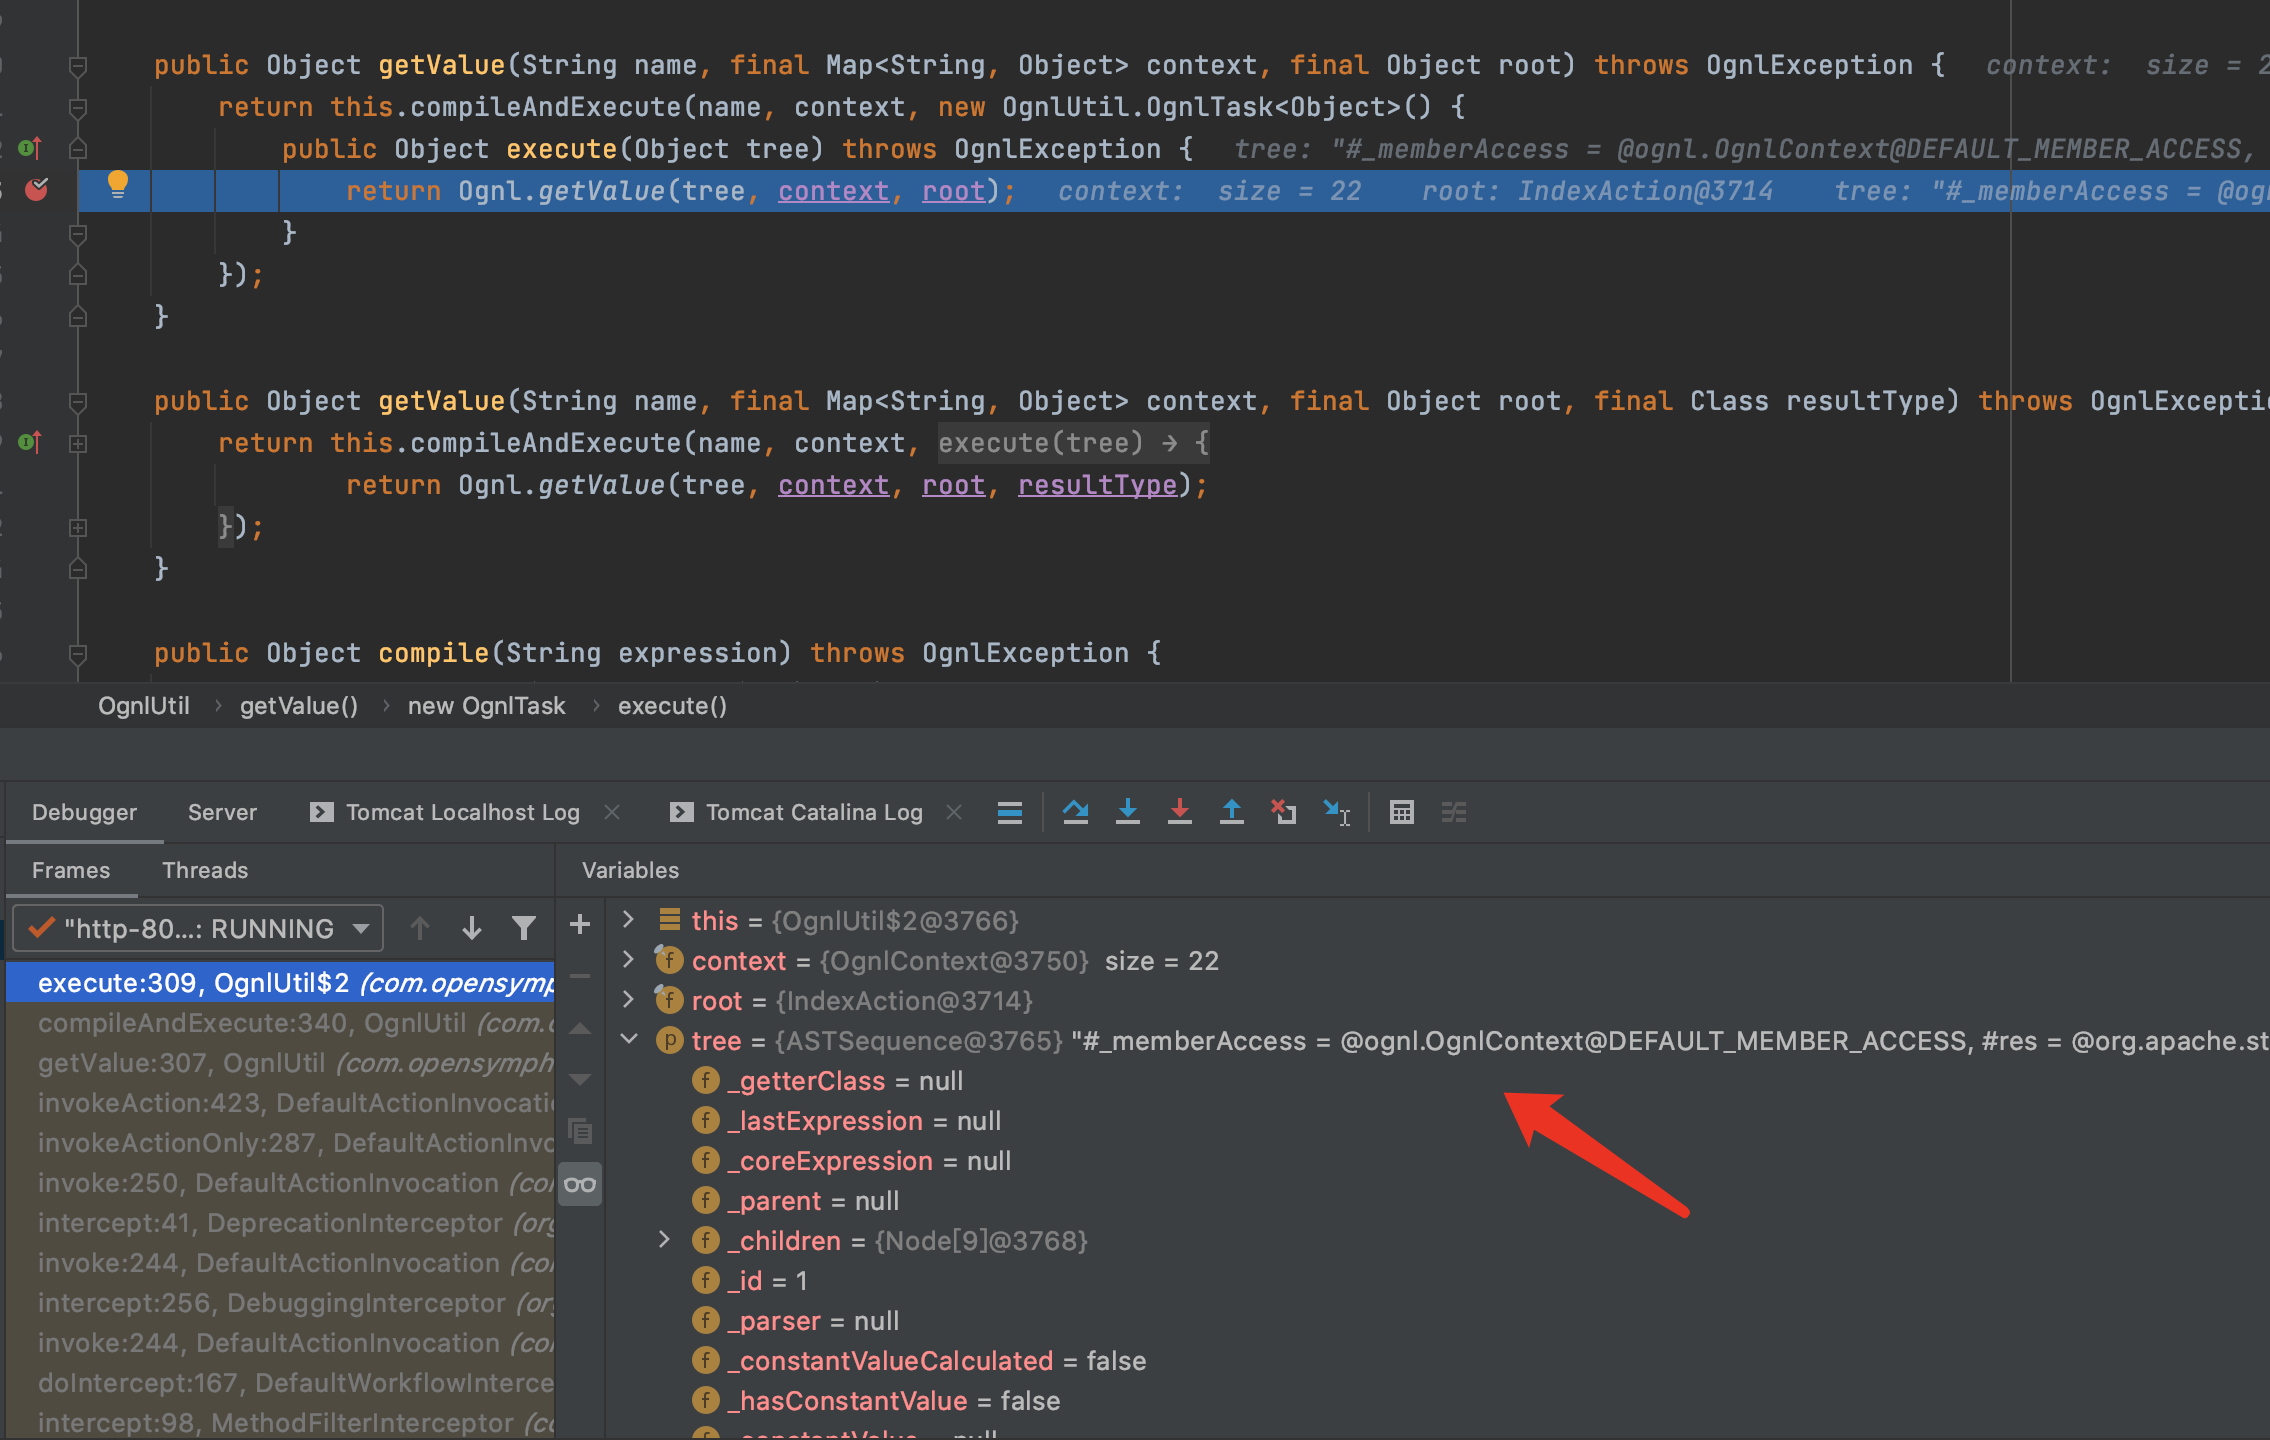 public Object getValue(String name, final Map<String, Object> context, final Object root) throws OgnlException {   context:  size = 2
return this.compileAndExecute(name, context, new OgnlUtil.OgnlTask<Object>() {
public Object execute(Object tree) throws OgnlException {   tree: "#_memberAccess = @ognl.OgnlContext@DEFAULT_MEMBER_ACCESS,
return Ognl.getValue(tree, context, root);   context:  size = 22    root: IndexAction@3714    tree: "#_memberAccess = @ogn
}
});
}
public Object getValue(String name, final Map<String, Object> context, final Object root, final Class resultType) throws OgnlExcepti
return this.compileAndExecute(name, context, execute(tree) → {
return Ognl.getValue(tree, context, root, resultType);
});
}
public Object compile(String expression) throws OgnlException {
OgnlUtil › getValue() › new OgnlTask › execute()
Debugger Server Tomcat Localhost Log Tomcat Catalina Log
Frames Threads Variables
"http-80...: RUNNING
execute:309, OgnlUtil$2 (com.opensymp
compileAndExecute:340, OgnlUtil (com.
getValue:307, OgnlUtil (com.opensymph
invokeAction:423, DefaultActionInvocati
invokeActionOnly:287, DefaultActionInvo
invoke:250, DefaultActionInvocation (co
intercept:41, DeprecationInterceptor (org
invoke:244, DefaultActionInvocation (co
intercept:256, DebuggingInterceptor (org
invoke:244, DefaultActionInvocation (co
doIntercept:167, DefaultWorkflowInterce
intercept:98, MethodFilterInterceptor (co
this = {OgnlUtil$2@3766}
context = {OgnlContext@3750} size = 22
root = {IndexAction@3714}
tree = {ASTSequence@3765} "#_memberAccess = @ognl.OgnlContext@DEFAULT_MEMBER_ACCESS, #res = @org.apache.st
_getterClass = null
_lastExpression = null
_coreExpression = null
_parent = null
_children = {Node[9]@3768}
_id = 1
_parser = null
_constantValueCalculated = false
_hasConstantValue = false